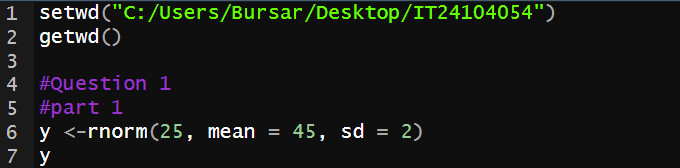 1 setwd("C:/Users/Bursar/Desktop/IT24104054")
2 getwd()
3
4 #Question 1
5 #part 1
6 y <-rnorm(25, mean = 45, sd = 2)
7 y